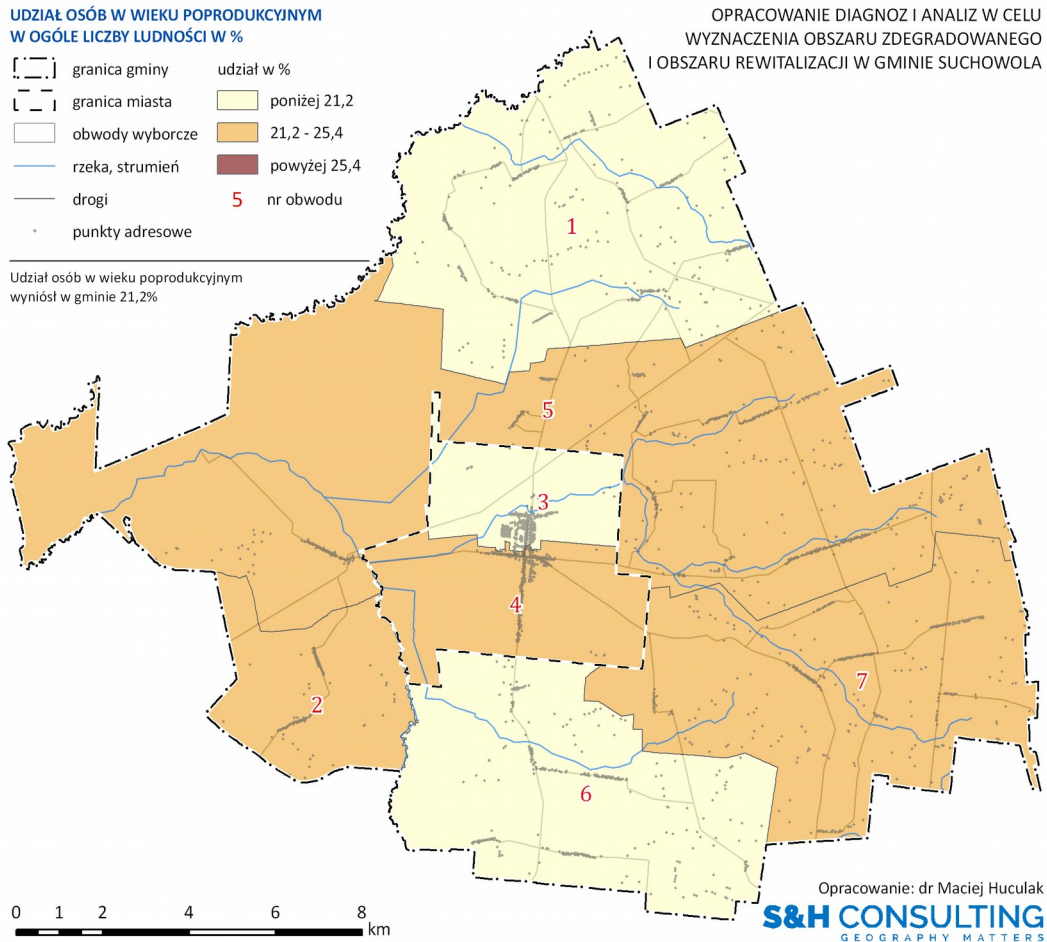 UDZIAŁ OSÓB W WIEKU POPRODUKCYJNYM
W OGÓLE LICZBY LUDNOŚCI W %
granica gminy
granica miasta
obwody wyborcze
rzeka, strumień
drogi
punkty adresowe
udział w %
poniżej 21,2
21,2 - 25,4
powyżej 25,4
5 nr obwodu
Udział osób w wieku poprodukcyjnym
wyniósł w gminie 21,2%
OPRACOWANIE DIAGNOZ I ANALIZ W CELU
WYZNACZENIA OBSZARU ZDEGRADOWANEGO
I OBSZARU REWITALIZACJI W GMINIE SUCHOWOLA
1
5
3
4
2
7
6
0 1 2 4 6 8
km
Opracowanie: dr Maciej Huculak
S&H CONSULTING
GEOGRAPHY MATTERS